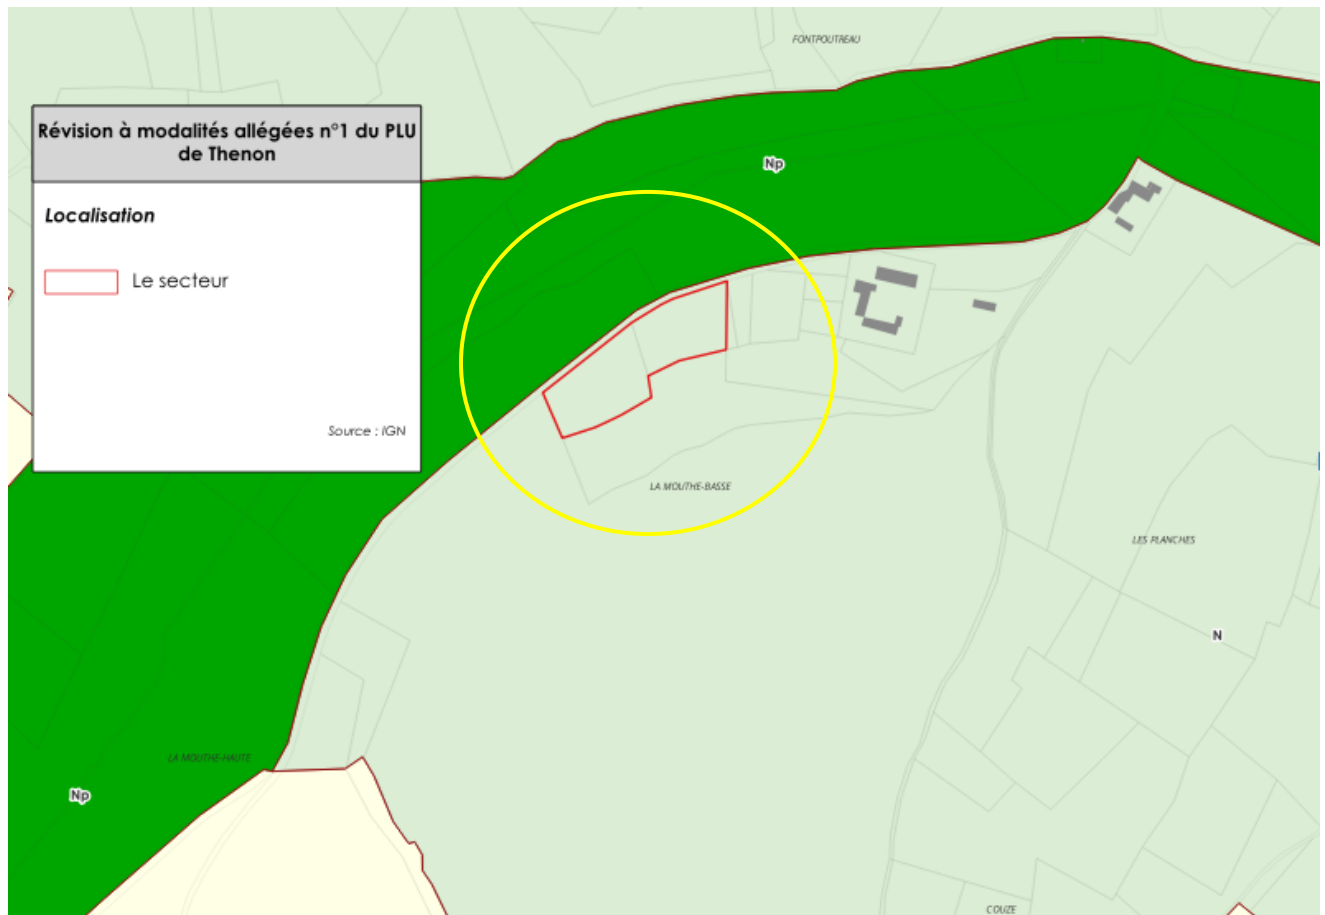 FONTPOUTREAU
Révision à modalités allégées n°1 du PLU
de Thenon
Np
Localisation
Le secteur
Source : IGN
LA MOUTHE-BASSE
LES PLANCHES
N
LA MOUTHE-HAUTE
Np
COUZE